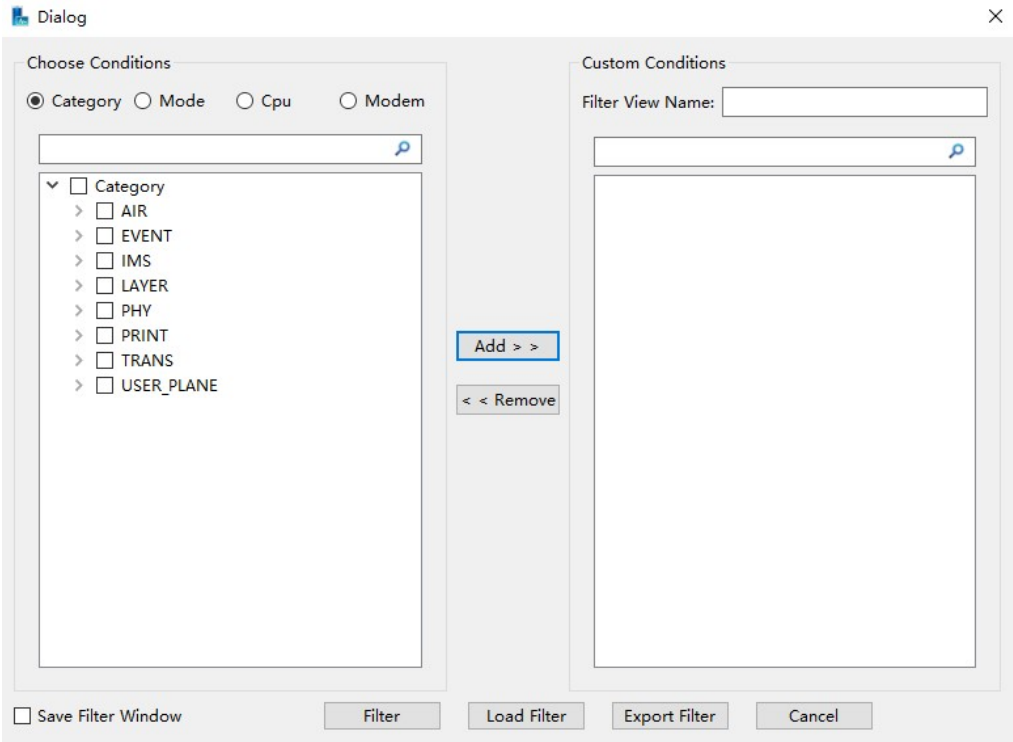 Dialog
Choose Conditions
Category Mode Cpu Modem
Category
AIR
EVENT
IMS
LAYER
PHY
PRINT
TRANS
USER_PLANE
Add > >
< < Remove
Custom Conditions
Filter View Name:
Save Filter Window
Filter
Load Filter
Export Filter
Cancel